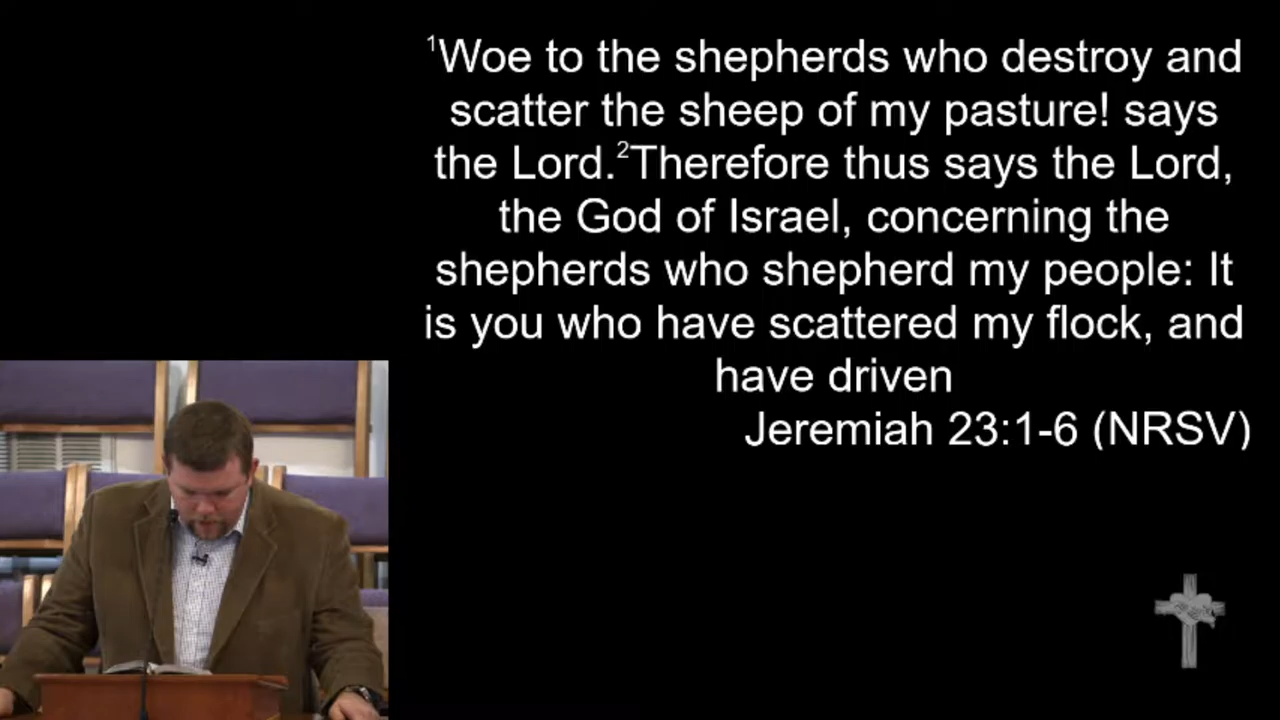 ¹Woe to the shepherds who destroy and
scatter the sheep of my pasture! says
the Lord.²Therefore thus says the Lord,
the God of Israel, concerning the
shepherds who shepherd my people: It
is you who have scattered my flock, and
have driven
Jeremiah 23:1-6 (NRSV)